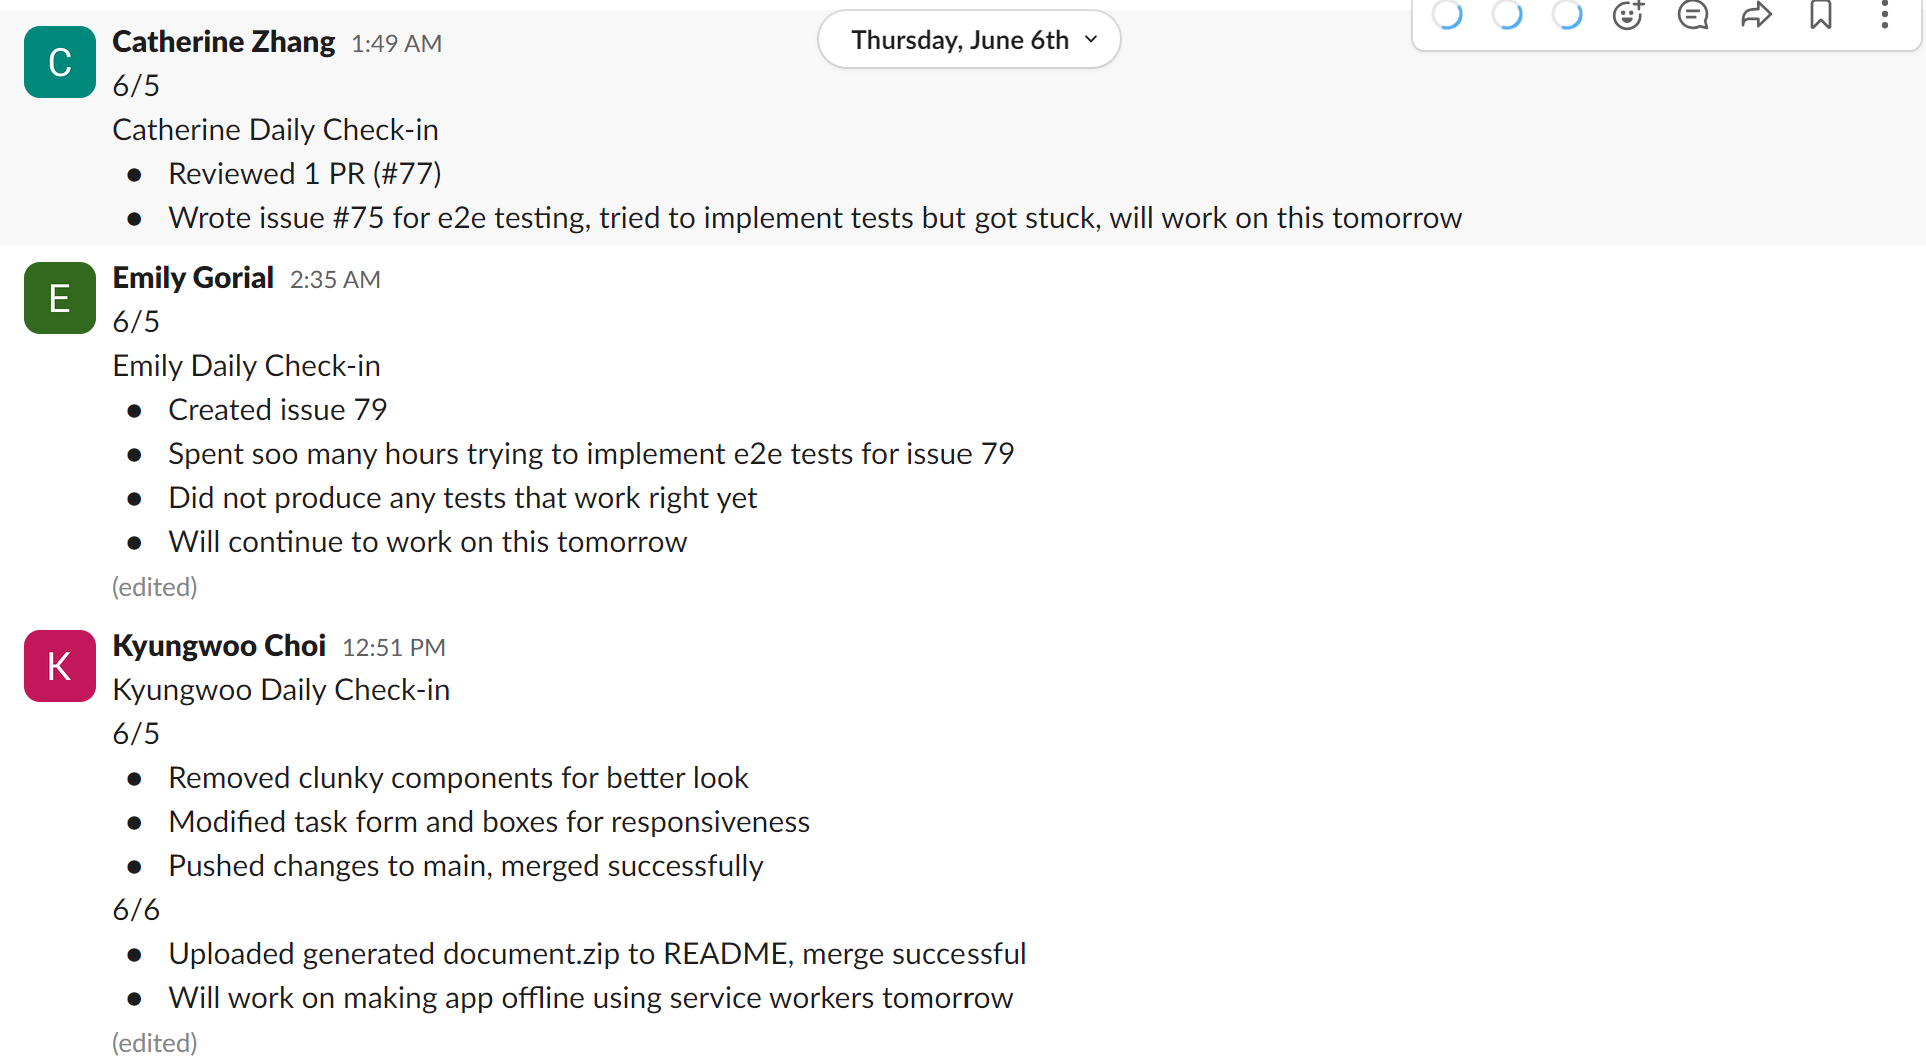 Thursday, June 6th
C
Catherine Zhang 1:49 AM
6/5
Catherine Daily Check-in
● Reviewed 1 PR (#77)
● Wrote issue #75 for e2e testing, tried to implement tests but got stuck, will work on this tomorrow
E
Emily Gorial 2:35 AM
6/5
Emily Daily Check-in
● Created issue 79
● Spent soo many hours trying to implement e2e tests for issue 79
● Did not produce any tests that work right yet
● Will continue to work on this tomorrow
(edited)
K
Kyungwoo Choi 12:51 PM
Kyungwoo Daily Check-in
6/5
● Removed clunky components for better look
● Modified task form and boxes for responsiveness
● Pushed changes to main, merged successfully
6/6
● Uploaded generated document.zip to README, merge successful
● Will work on making app offline using service workers tomorrow
(edited)